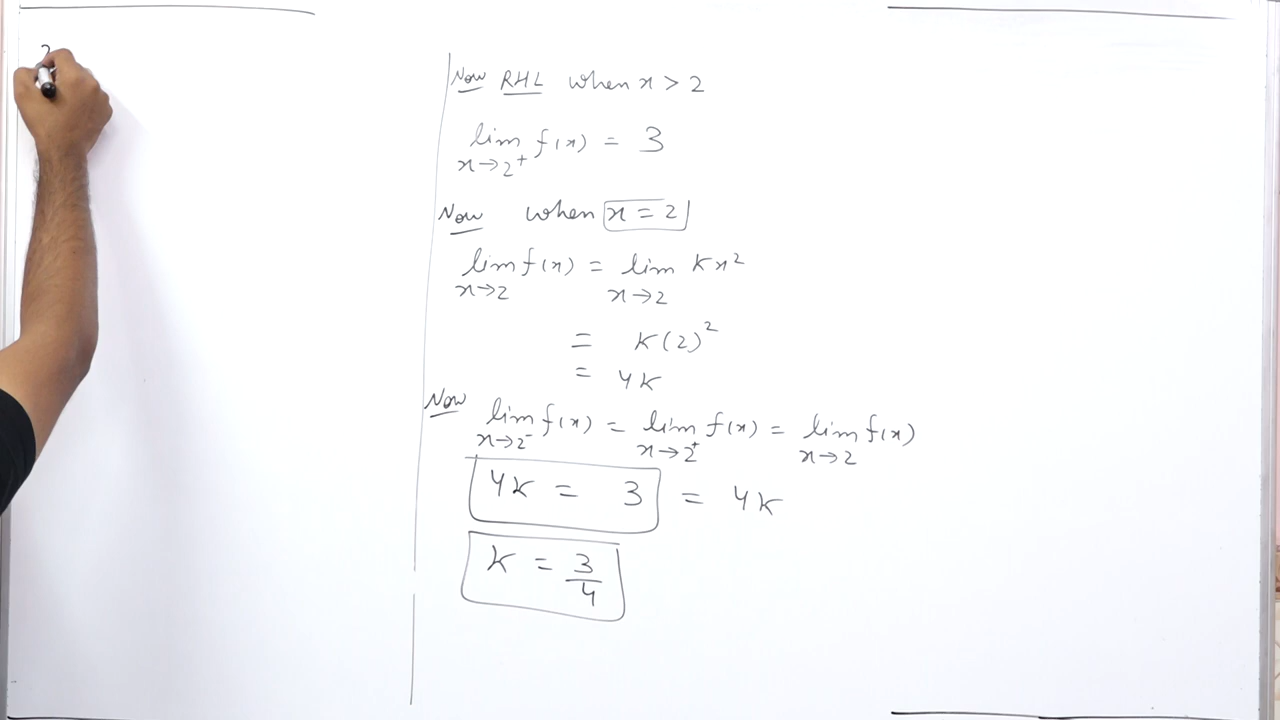 Now RHL when x > 2
lim f(x) = 3
x→2⁺
Now when x = 2
lim f(x) = lim Kx²
x→2 x→2
= K(2)²
= 4K
Now lim f(x) = lim f(x) = lim f(x)
x→2⁻ x→2⁺ x→2
4K = 3 = 4K
K = 3/4